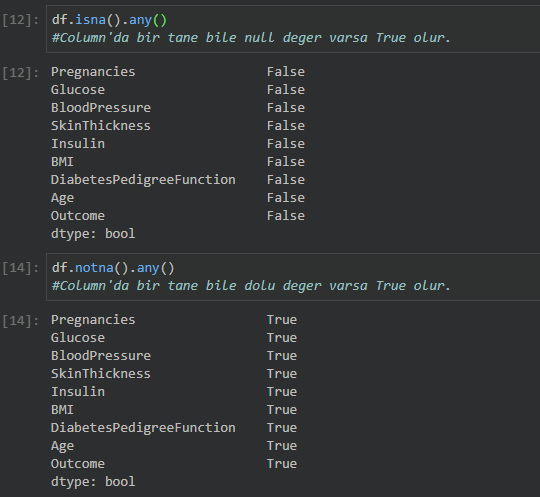 [12]: df.isna().any()
#Column'da bir tane bile null deger varsa True olur.
[12]: Pregnancies False
Glucose False
BloodPressure False
SkinThickness False
Insulin False
BMI False
DiabetesPedigreeFunction False
Age False
Outcome False
dtype: bool
[14]: df.notna().any()
#Column'da bir tane bile dolu deger varsa True olur.
[14]: Pregnancies True
Glucose True
BloodPressure True
SkinThickness True
Insulin True
BMI True
DiabetesPedigreeFunction True
Age True
Outcome True
dtype: bool